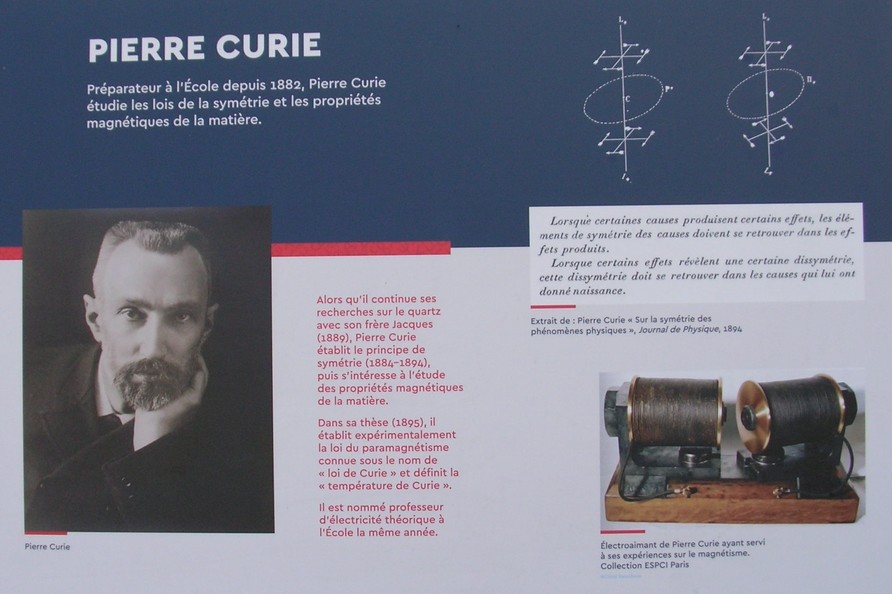 PIERRE CURIE
Préparateur à l'École depuis 1882, Pierre Curie
étudie les lois de la symétrie et les propriétés
magnétiques de la matière.
C
Lorsque certaines causes produisent certains effets, les élé-
ments de symétrie des causes doivent se retrouver dans les ef-
fets produits.
Lorsque certains effets révèlent une certaine dissymétrie,
cette dissymétrie doit se retrouver dans les causes qui lui ont
donné naissance.
Extrait de : Pierre Curie « Sur la symétrie des
phénomènes physiques », Journal de Physique, 1894
Alors qu'il continue ses
recherches sur le quartz
avec son frère Jacques
(1889), Pierre Curie
établit le principe de
symétrie (1884-1894),
puis s'intéresse à l'étude
des propriétés magnétiques
de la matière.
Dans sa thèse (1895), il
établit expérimentalement
la loi du paramagnétisme
connue sous le nom de
« loi de Curie » et définit la
« température de Curie ».
Il est nommé professeur
d'électricité théorique à
l'École la même année.
Pierre Curie
Électroaimant de Pierre Curie ayant servi
à ses expériences sur le magnétisme.
Collection ESPCI Paris